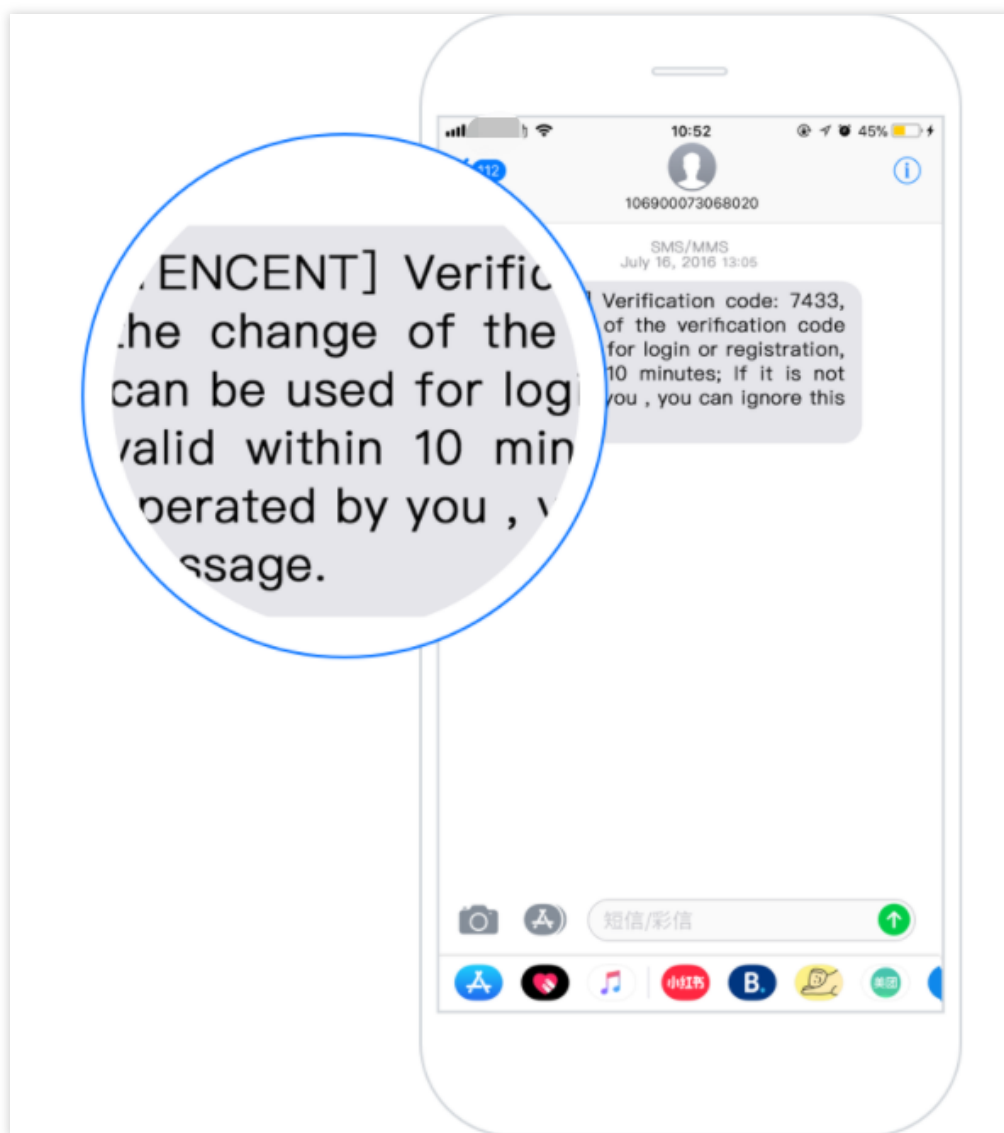 10:52
45%
112
106900073068020
SMS/MMS
July 16, 2016 13:05
ENCENT] Verific
the change of the
can be used for logi
valid within 10 min
perated by you , y
ssage.
Verification code: 7433,
of the verification code
for login or registration,
10 minutes; If it is not
you , you can ignore this
短信/彩信
小红书
B.
美团